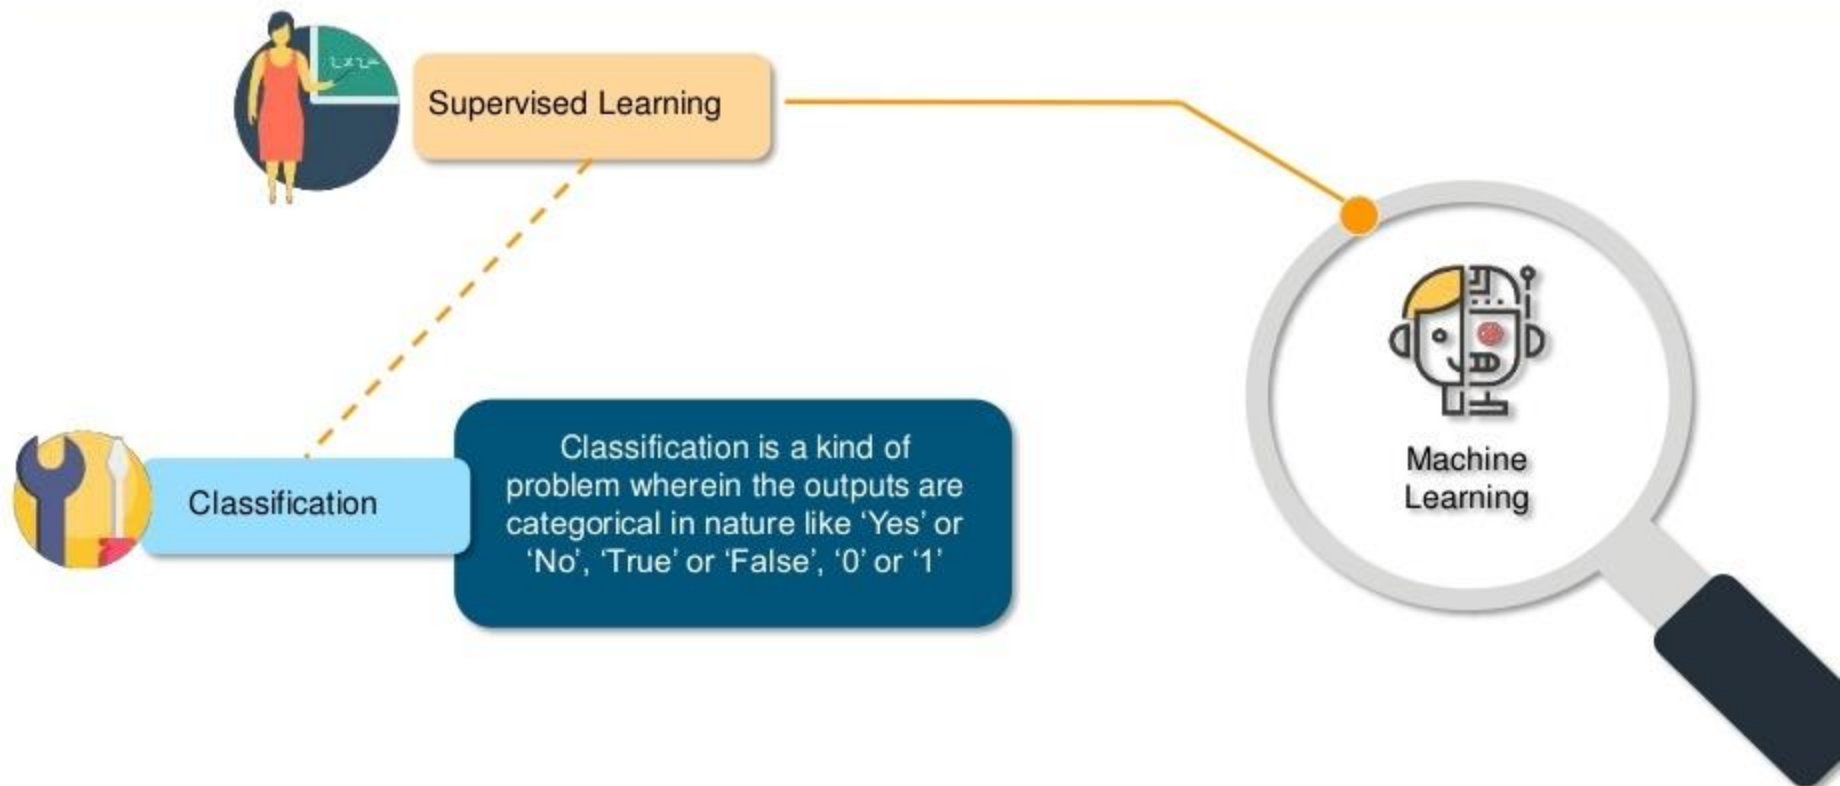 Supervised Learning
Classification
Classification is a kind of
problem wherein the outputs are
categorical in nature like ‘Yes’ or
‘No’, ‘True’ or ‘False’, ‘0’ or ‘1’
Machine
Learning